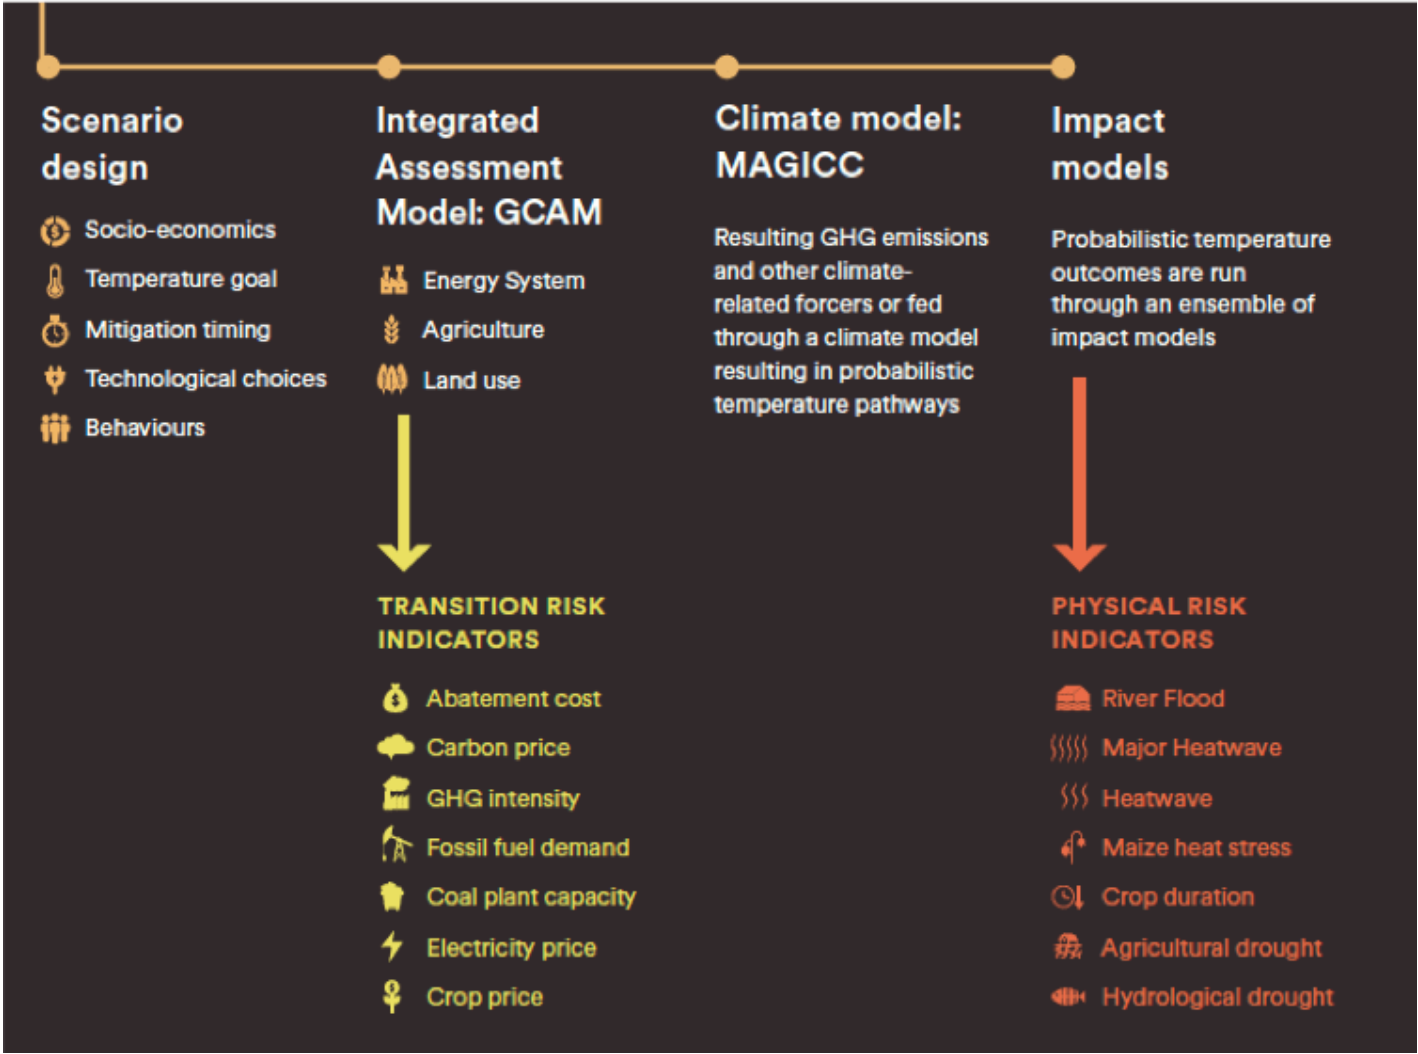 Scenario
design
Socio-economics
Temperature goal
Mitigation timing
Technological choices
Behaviours
Integrated
Assessment
Model: GCAM
Energy System
Agriculture
Land use
TRANSITION RISK
INDICATORS
Abatement cost
Carbon price
GHG intensity
Fossil fuel demand
Coal plant capacity
Electricity price
Crop price
Climate model:
MAGICC
Resulting GHG emissions
and other climate-
related forcers or fed
through a climate model
resulting in probabilistic
temperature pathways
Impact
models
Probabilistic temperature
outcomes are run
through an ensemble of
impact models
PHYSICAL RISK
INDICATORS
River Flood
Major Heatwave
Heatwave
Maize heat stress
Crop duration
Agricultural drought
Hydrological drought